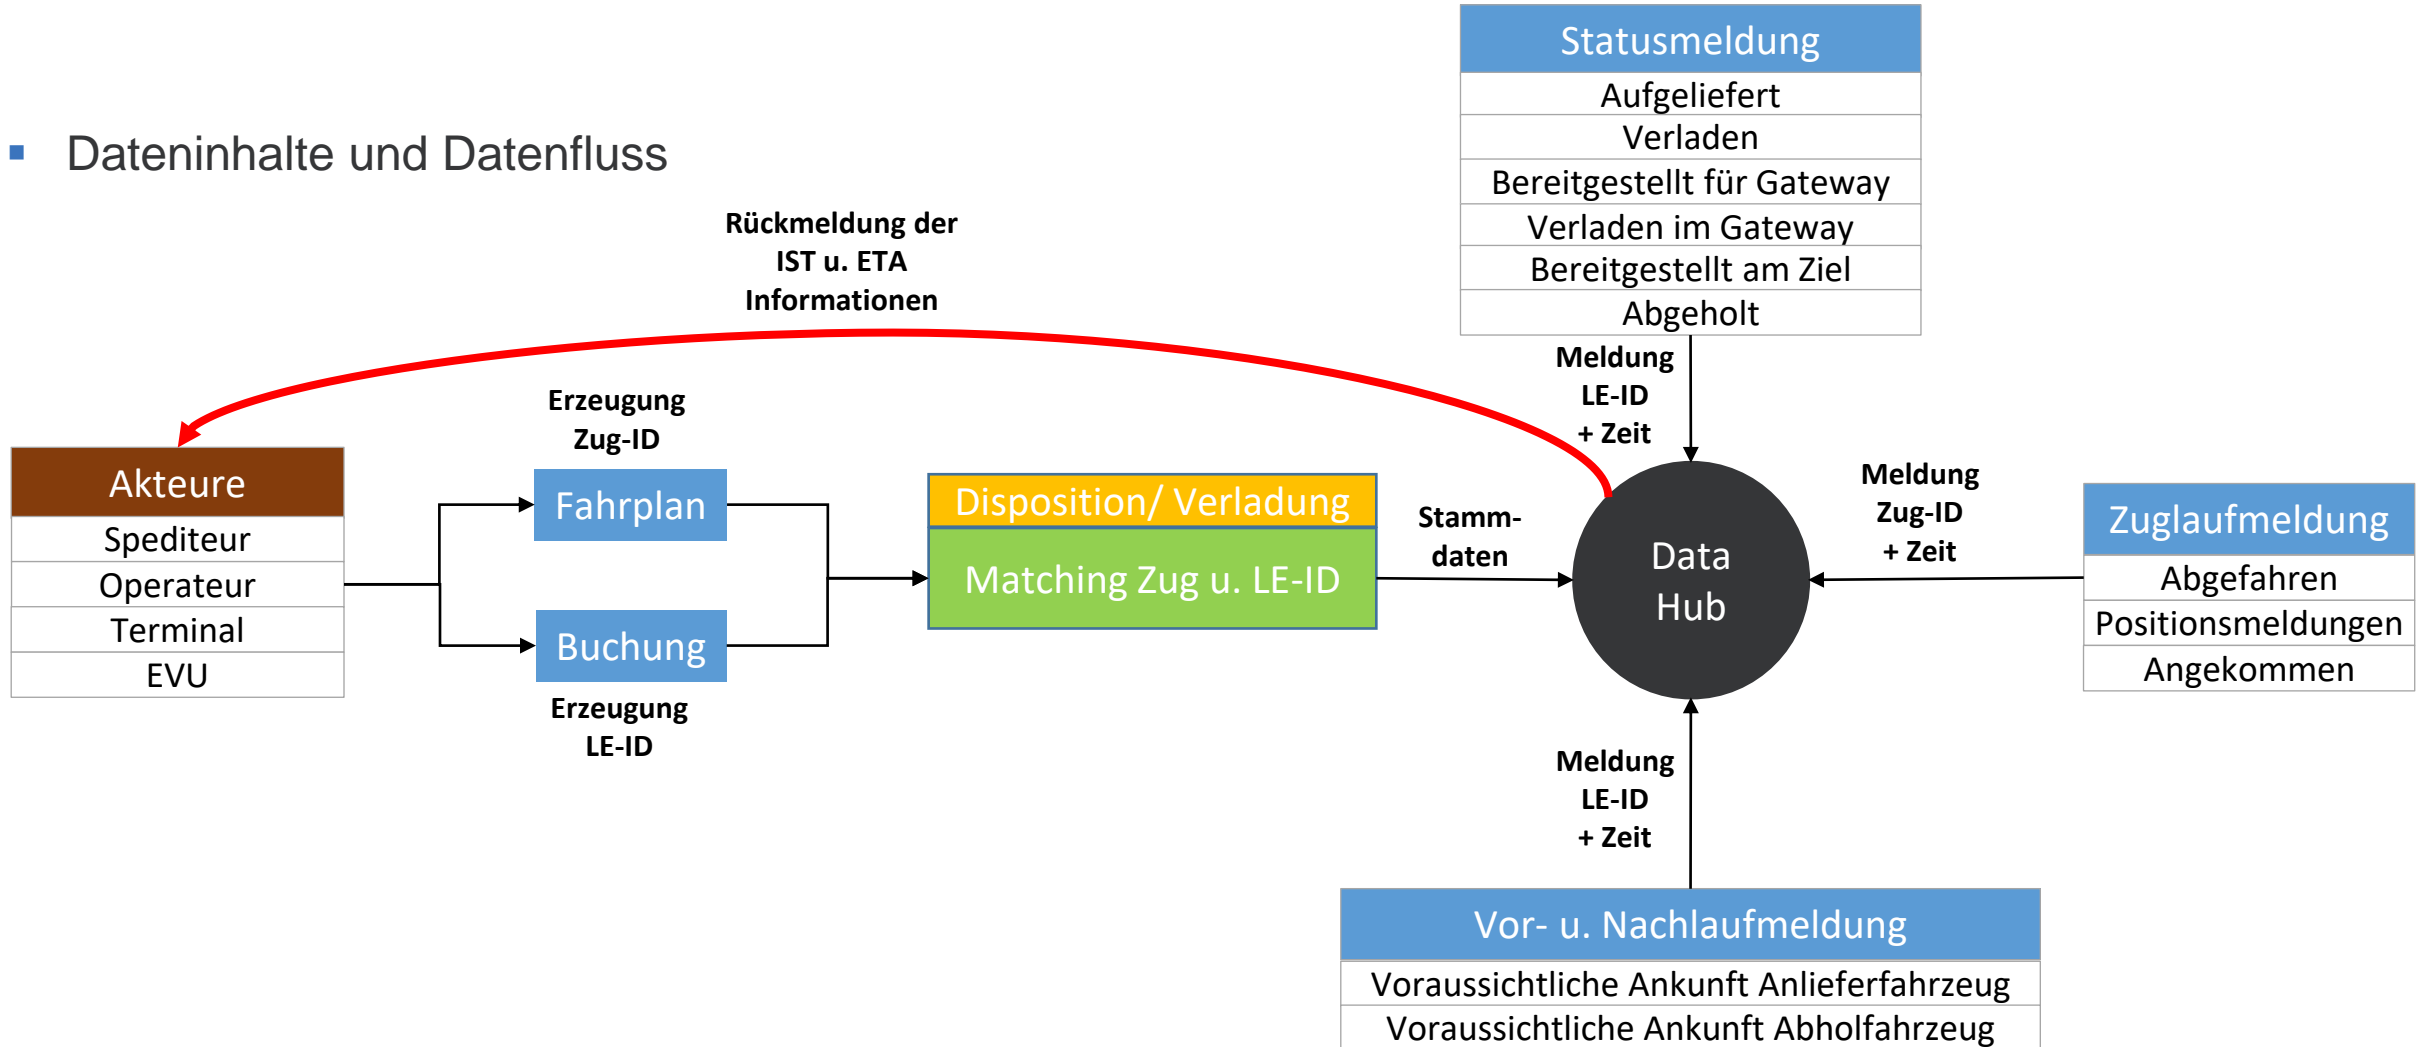 Dateninhalte und Datenfluss
Statusmeldung
Aufgeliefert
Verladen
Bereitgestellt für Gateway
Verladen im Gateway
Bereitgestellt am Ziel
Abgeholt
Rückmeldung der
IST u. ETA
Informationen
Meldung
LE-ID
+ Zeit
Akteure
Spediteur
Operateur
Terminal
EVU
Erzeugung
Zug-ID
Fahrplan
Buchung
Erzeugung
LE-ID
Disposition/ Verladung
Matching Zug u. LE-ID
Stamm-
daten
Data
Hub
Meldung
Zug-ID
+ Zeit
Zuglaufmeldung
Abgefahren
Positionsmeldungen
Angekommen
Meldung
LE-ID
+ Zeit
Vor- u. Nachlaufmeldung
Voraussichtliche Ankunft Anlieferfahrzeug
Voraussichtliche Ankunft Abholfahrzeug